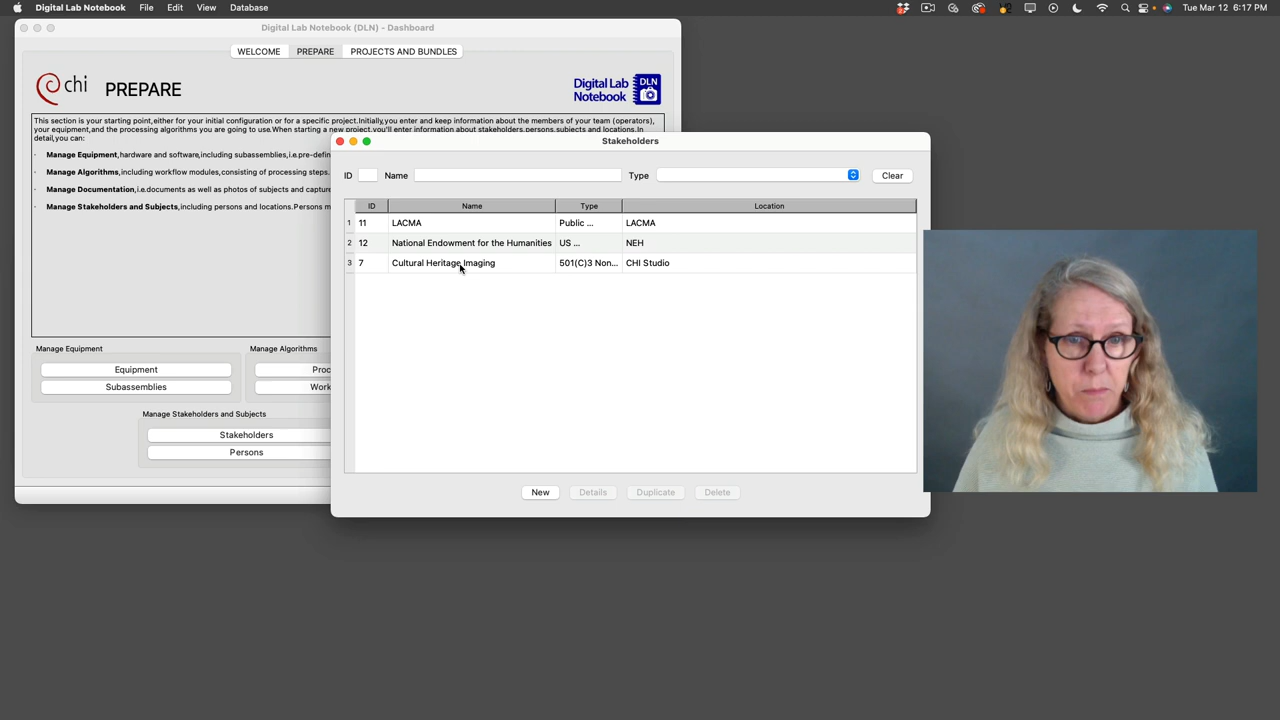 Digital Lab Notebook File Edit View Database Tue Mar 12 6:17 PM
Digital Lab Notebook (DLN) - Dashboard
WELCOME PREPARE PROJECTS AND BUNDLES
chi PREPARE
Digital Lab Notebook DLN
This section is your starting point,either for your initial configuration or for a specific project.Initially,you enter and keep information about the members of your team (operators),
your equipment,and the processing algorithms you are going to use.When starting a new project,you'll enter information about stakeholders,persons,subjects and locations.In
detail,you can:
· Manage Equipment,hardware and software,including subassemblies,i.e.pre-defin
· Manage Algorithms,including workflow modules,consisting of processing steps.
· Manage Documentation,i.e.documents as well as photos of subjects and capture
· Manage Stakeholders and Subjects,including persons and locations.Persons m
Manage Equipment
Equipment
Subassemblies
Manage Algorithms
Proc
Work
Manage Stakeholders and Subjects
Stakeholders
Persons
Stakeholders
ID Name Type Clear
ID Name Type Location
1 11 LACMA Public ... LACMA
2 12 National Endowment for the Humanities US ... NEH
3 7 Cultural Heritage Imaging 501(C)3 Non... CHI Studio
New Details Duplicate Delete